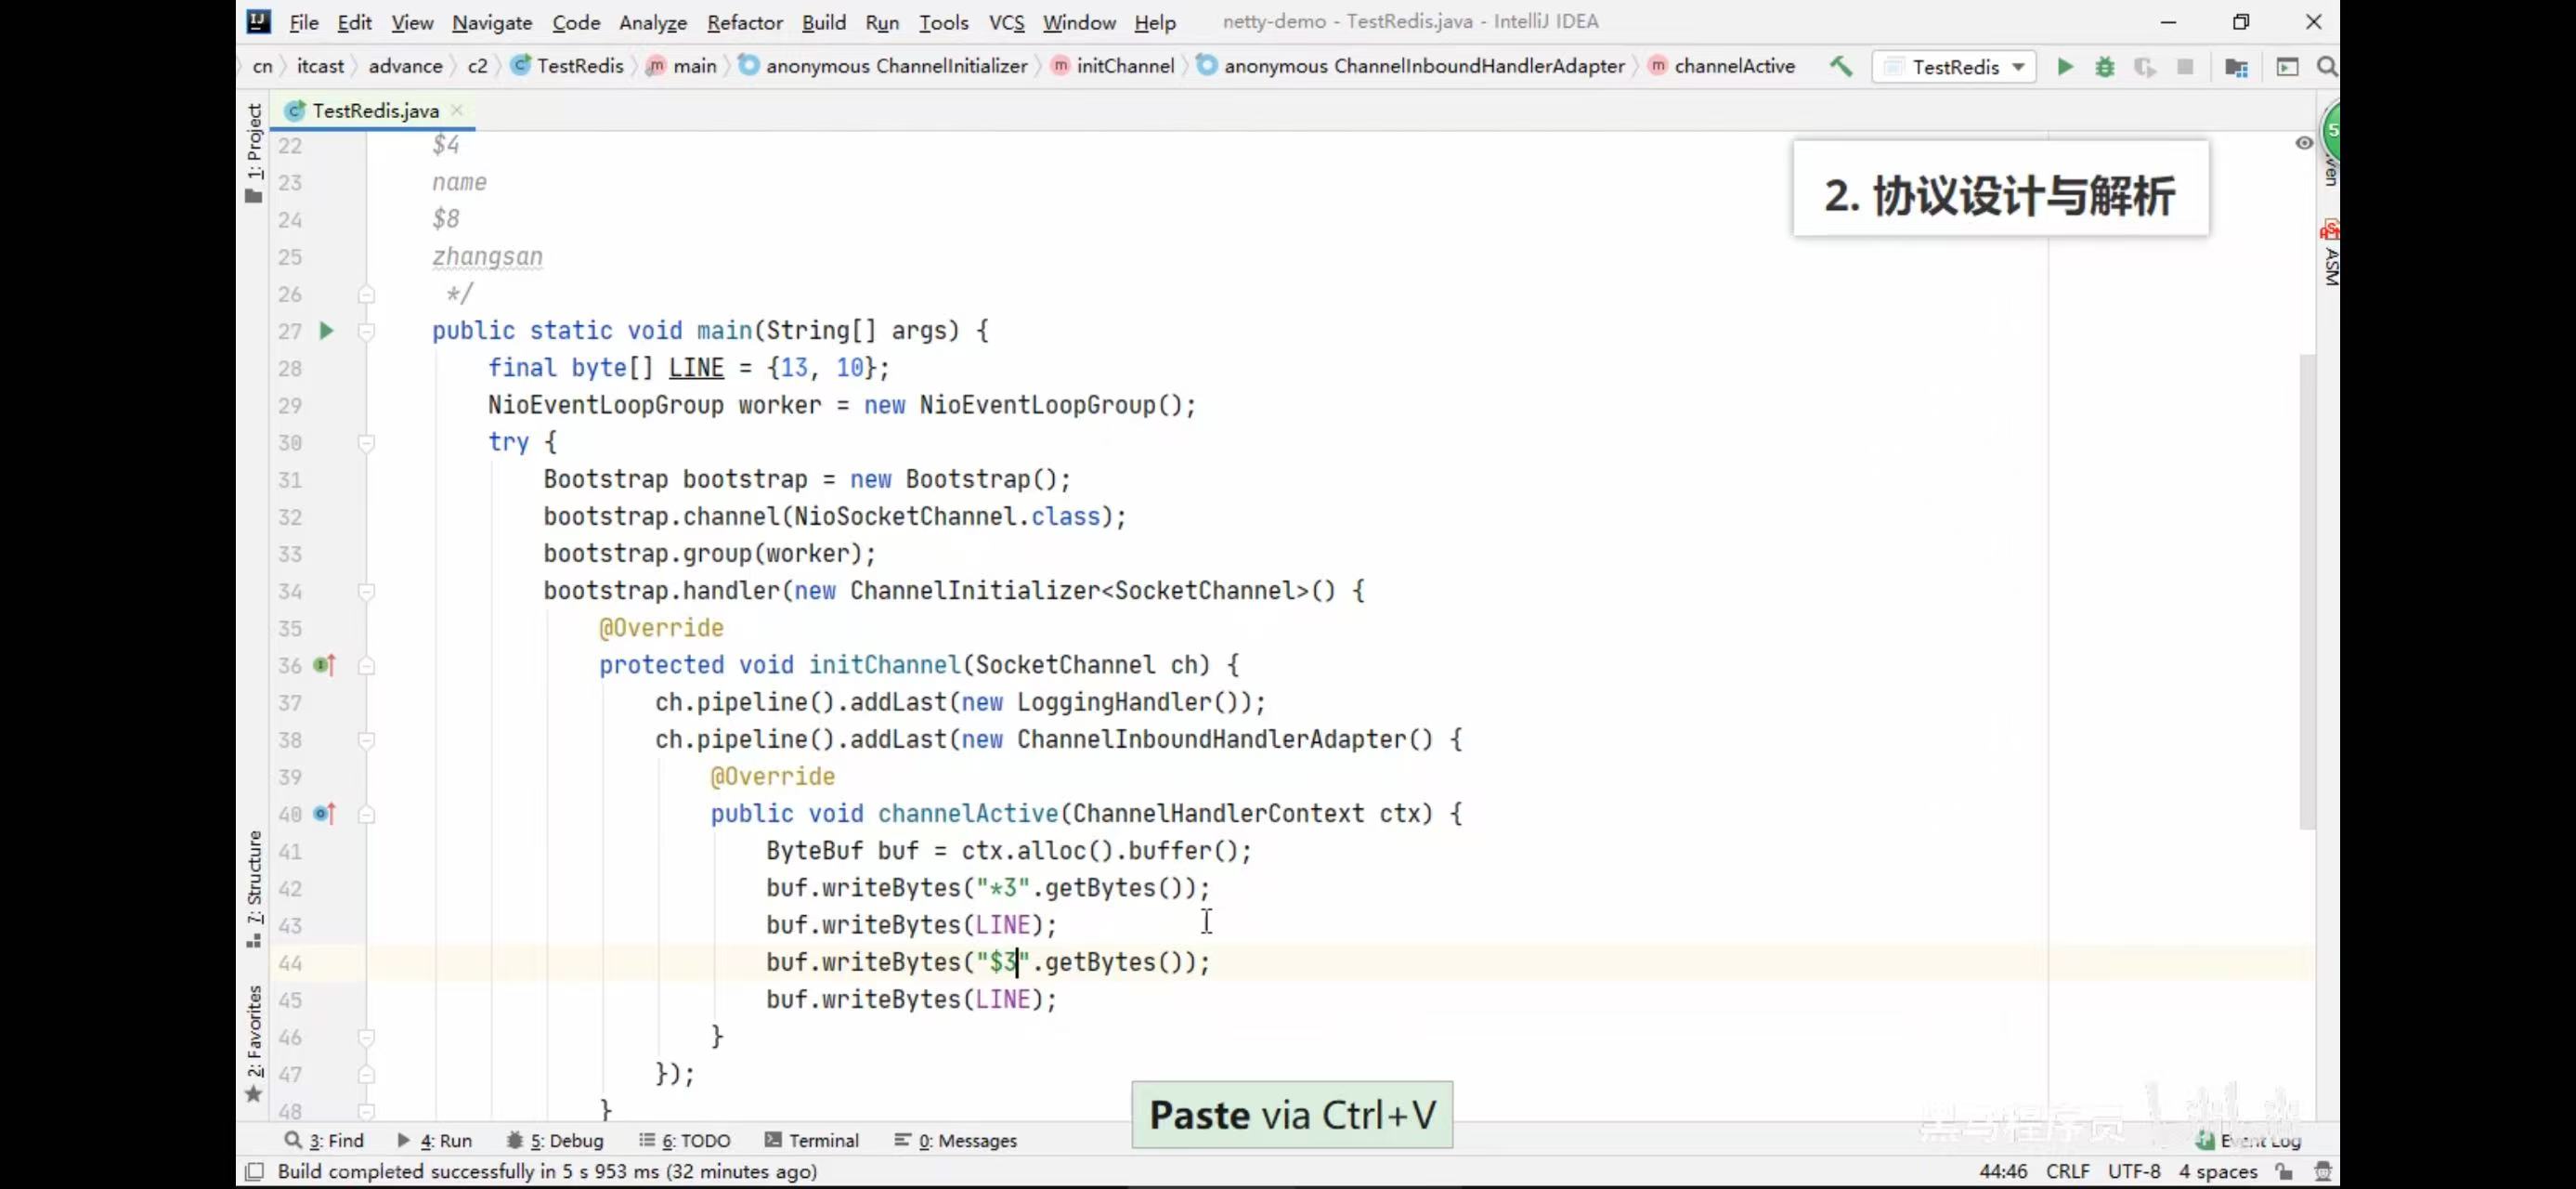 File Edit View Navigate Code Analyze Refactor Build Run Tools VCS Window Help netty-demo - TestRedis.java - IntelliJ IDEA
cn itcast advance c2 TestRedis main anonymous ChannelInitializer initChannel anonymous ChannelInboundHandlerAdapter channelActive TestRedis
1: Project
TestRedis.java
2. 协议设计与解析
22 $4
23 name
24 $8
25 zhangsan
26 */
27 public static void main(String[] args) {
28 final byte[] LINE = {13, 10};
29 NioEventLoopGroup worker = new NioEventLoopGroup();
30 try {
31 Bootstrap bootstrap = new Bootstrap();
32 bootstrap.channel(NioSocketChannel.class);
33 bootstrap.group(worker);
34 bootstrap.handler(new ChannelInitializer<SocketChannel>() {
35 @Override
36 protected void initChannel(SocketChannel ch) {
37 ch.pipeline().addLast(new LoggingHandler());
38 ch.pipeline().addLast(new ChannelInboundHandlerAdapter() {
39 @Override
40 public void channelActive(ChannelHandlerContext ctx) {
41 ByteBuf buf = ctx.alloc().buffer();
42 buf.writeBytes("*3".getBytes());
43 buf.writeBytes(LINE);
44 buf.writeBytes("$3".getBytes());
45 buf.writeBytes(LINE);
46 }
47 });
48 }
7: Structure
2: Favorites
ASM
Paste via Ctrl+V
黑马程序员
3: Find 4: Run 5: Debug 6: TODO Terminal 0: Messages Event Log
Build completed successfully in 5 s 953 ms (32 minutes ago) 44:46 CRLF UTF-8 4 spaces